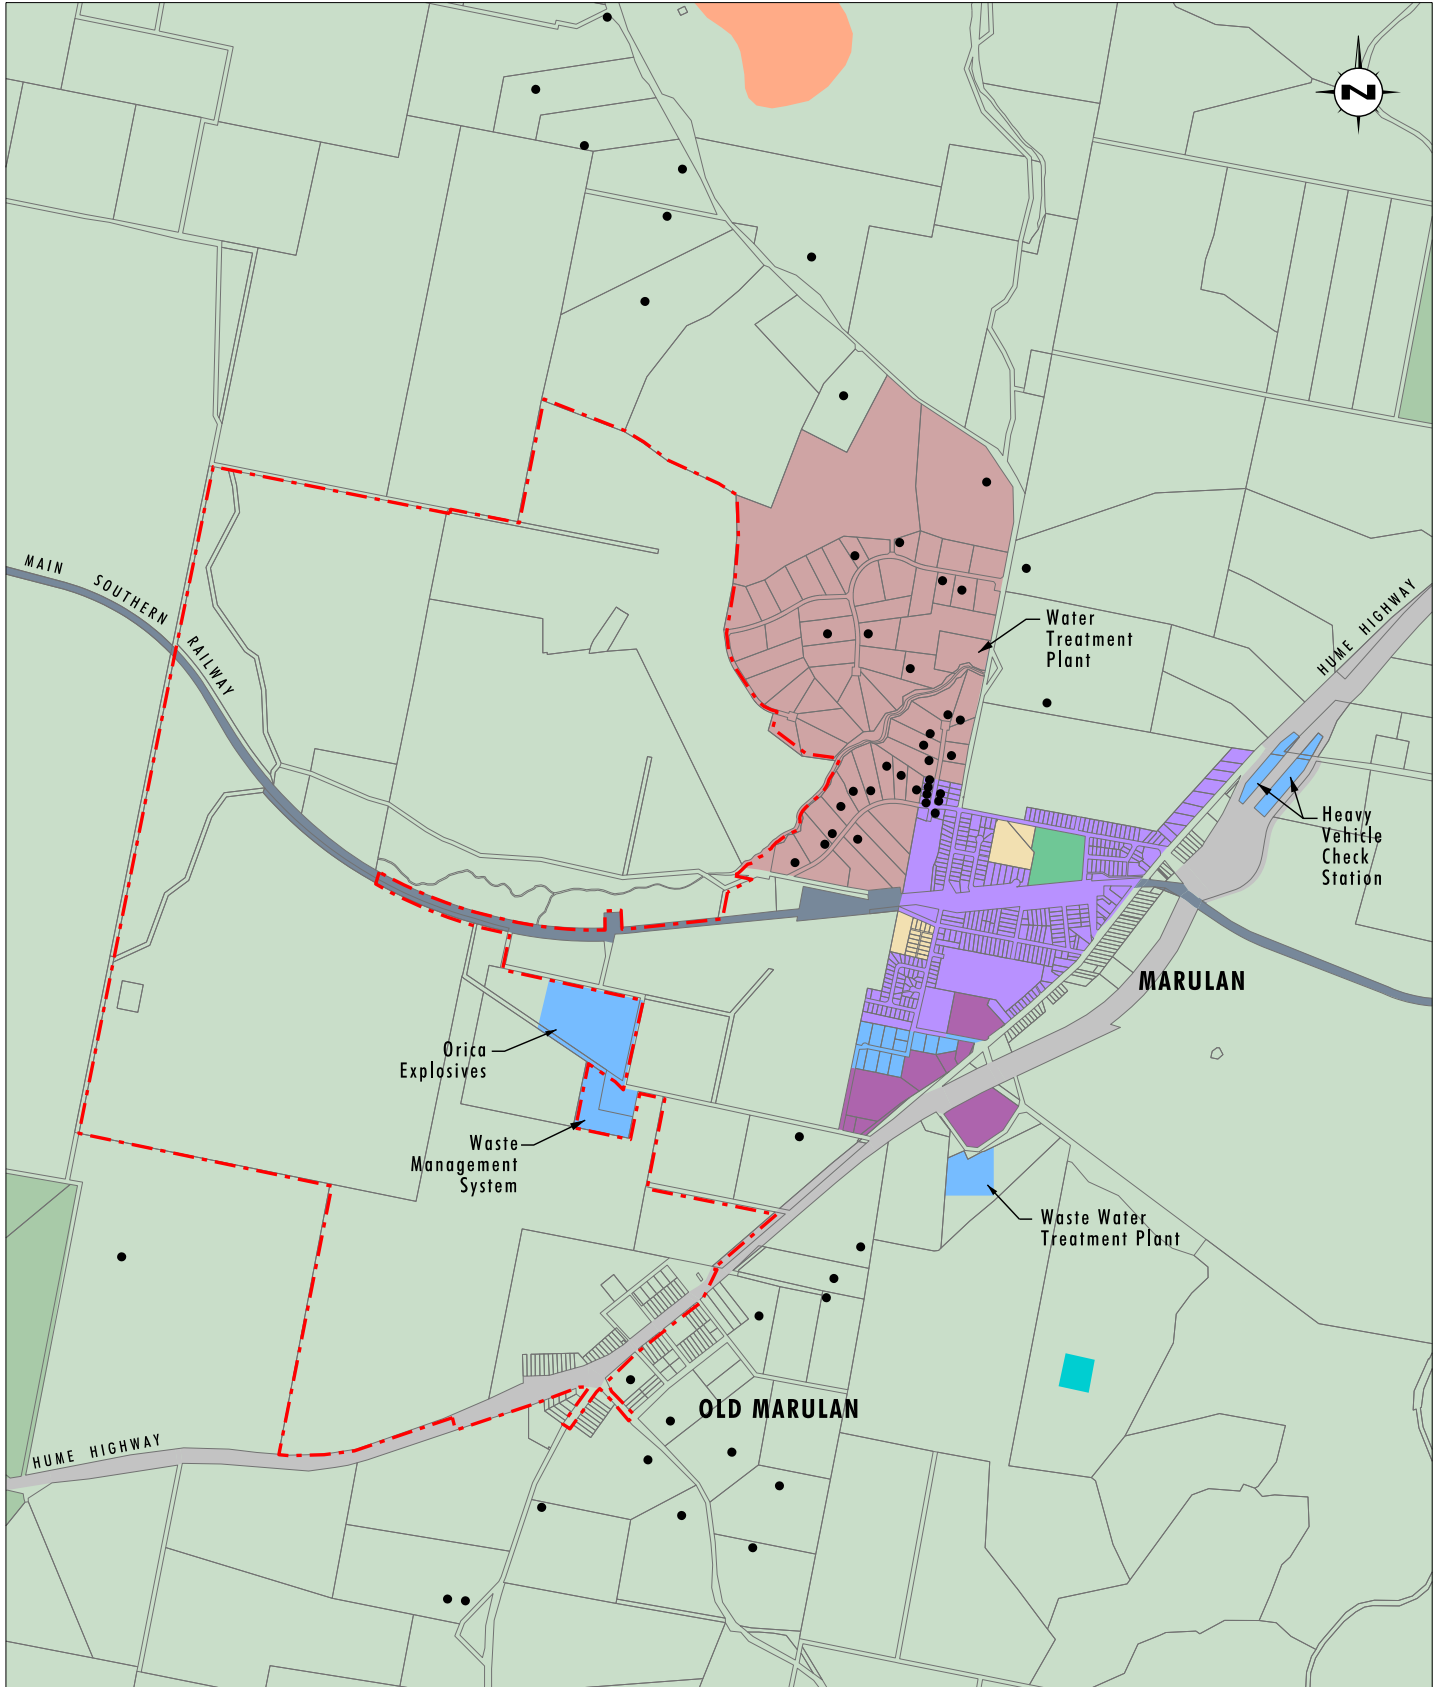 N
MAIN SOUTHERN RAILWAY
Water
Treatment
Plant
HUME HIGHWAY
Heavy
Vehicle
Check
Station
MARULAN
Orica
Explosives
Waste
Management
System
Waste Water
Treatment Plant
OLD MARULAN
HUME HIGHWAY